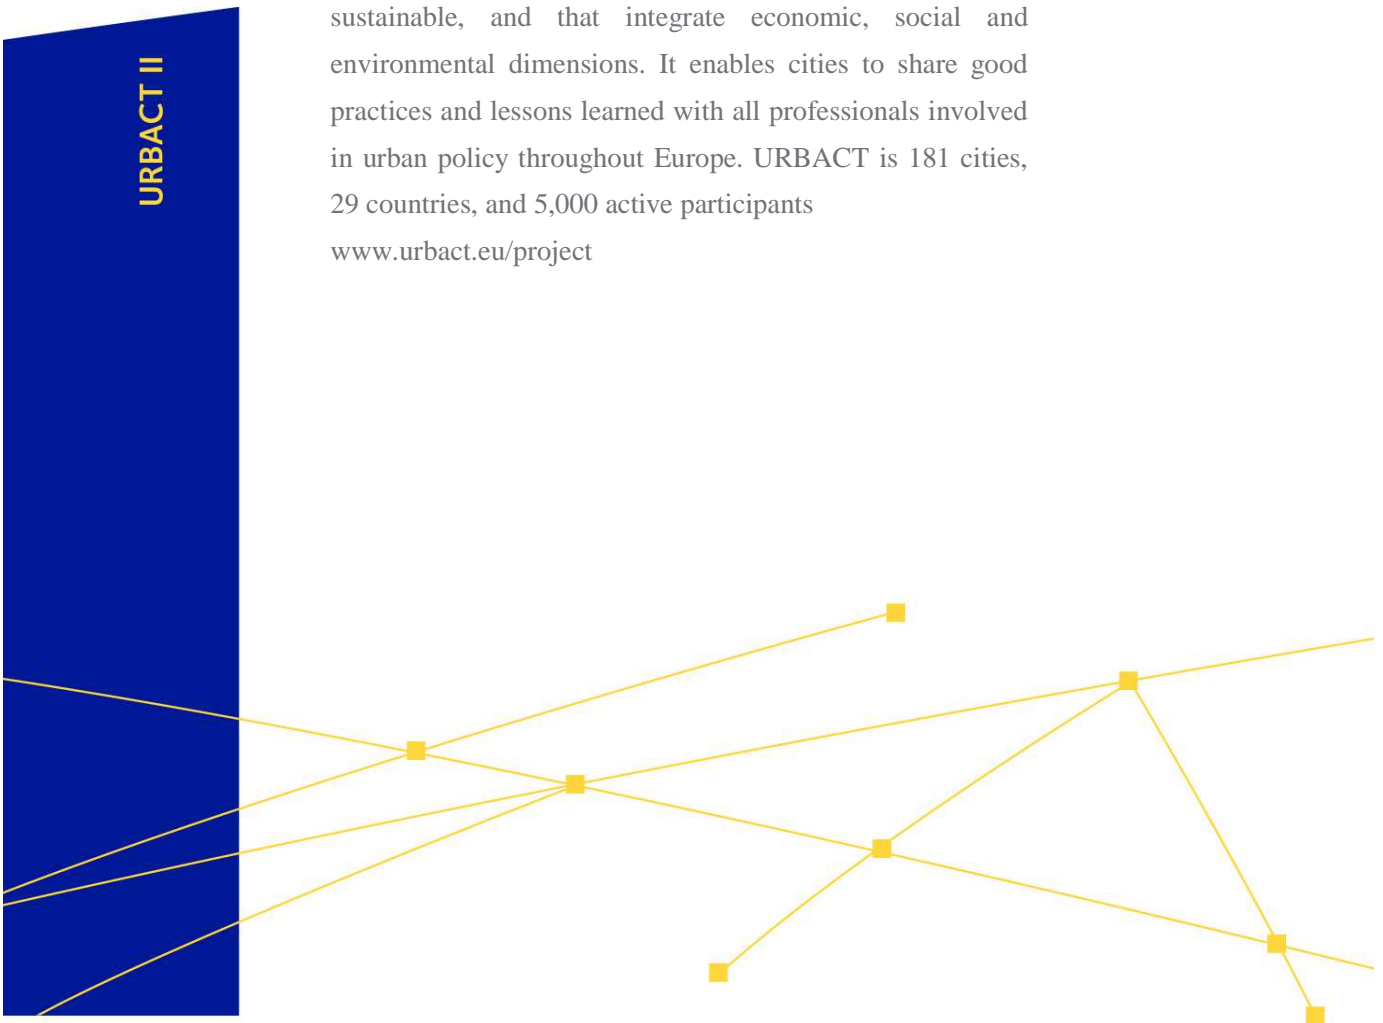 URBACT II
sustainable, and that integrate economic, social and
environmental dimensions. It enables cities to share good
practices and lessons learned with all professionals involved
in urban policy throughout Europe. URBACT is 181 cities,
29 countries, and 5,000 active participants
www.urbact.eu/project